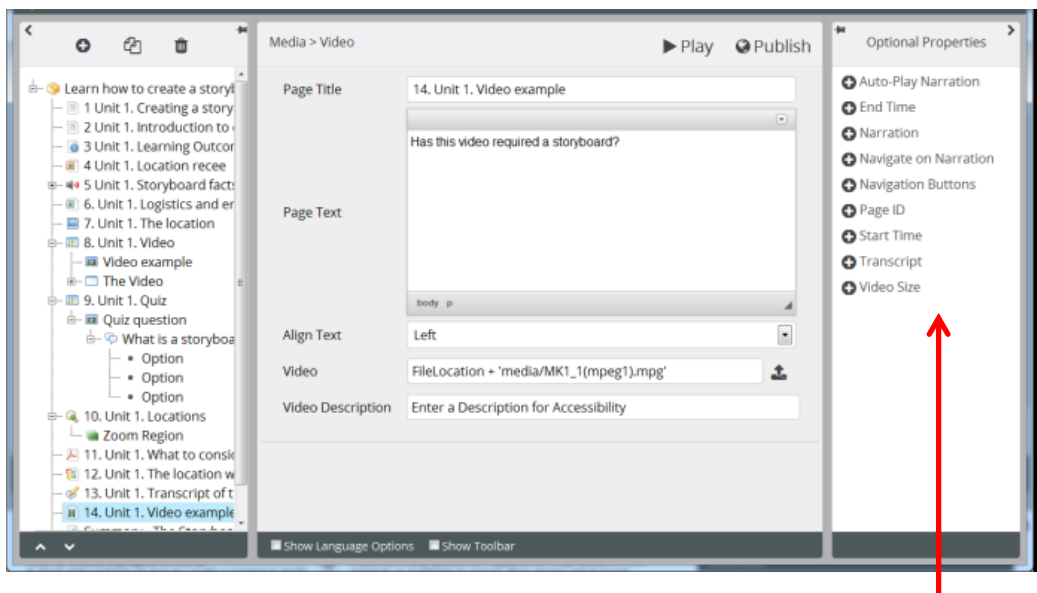 Learn how to create a storyb
1 Unit 1. Creating a story
2 Unit 1. Introduction to
3 Unit 1. Learning Outcor
4 Unit 1. Location recee
5 Unit 1. Storyboard fact
6. Unit 1. Logistics and er
7. Unit 1. The location
8. Unit 1. Video
Video example
The Video
9. Unit 1. Quiz
Quiz question
What is a storyboa
Option
Option
Option
10. Unit 1. Locations
Zoom Region
11. Unit 1. What to consid
12. Unit 1. The location w
13. Unit 1. Transcript of t
14. Unit 1. Video example
Media > Video
Play Publish
Page Title 14. Unit 1. Video example
Has this video required a storyboard?
Page Text
body p
Align Text Left
Video FileLocation + 'media/MK1_1(mpeg1).mpg'
Video Description Enter a Description for Accessibility
Show Language Options Show Toolbar
Optional Properties
Auto-Play Narration
End Time
Narration
Navigate on Narration
Navigation Buttons
Page ID
Start Time
Transcript
Video Size